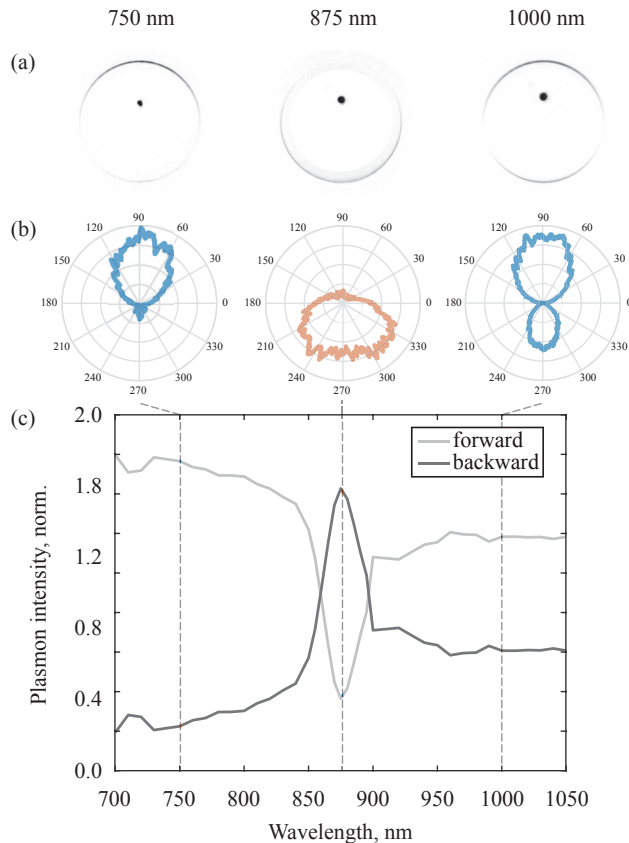 750 nm 875 nm 1000 nm
(a)
(b)
90 90 90
120 60 120 60 120 60
150 30 150 30 150 30
180 0 180 0 180 0
210 330 210 330 210 330
240 300 240 300 240 300
270 270 270
(c)
2.0
forward
backward
1.8
1.2
0.8
0.4
0.0
Plasmon intensity, norm.
700 750 800 850 900 950 1000 1050
Wavelength, nm